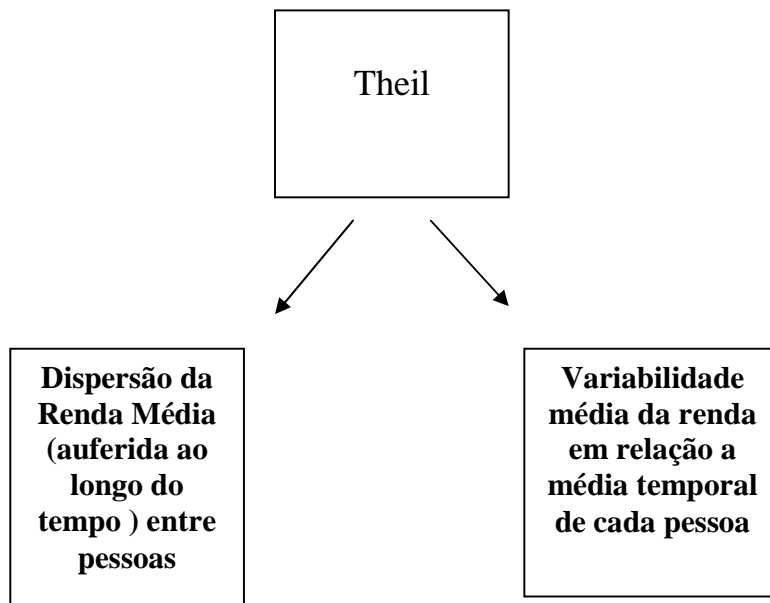 Theil
Dispersão da
Renda Média
(auferida ao
longo do
tempo ) entre
pessoas
Variabilidade
média da renda
em relação a
média temporal
de cada pessoa